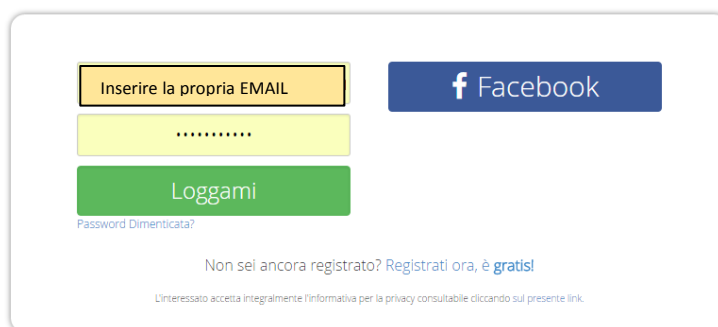 Inserire la propria EMAIL
Facebook
Loggami
Password Dimenticata?
Non sei ancora registrato? Registrati ora, è gratis!
L'interessato accetta integralmente l'informativa per la privacy consultabile cliccando sul presente link.